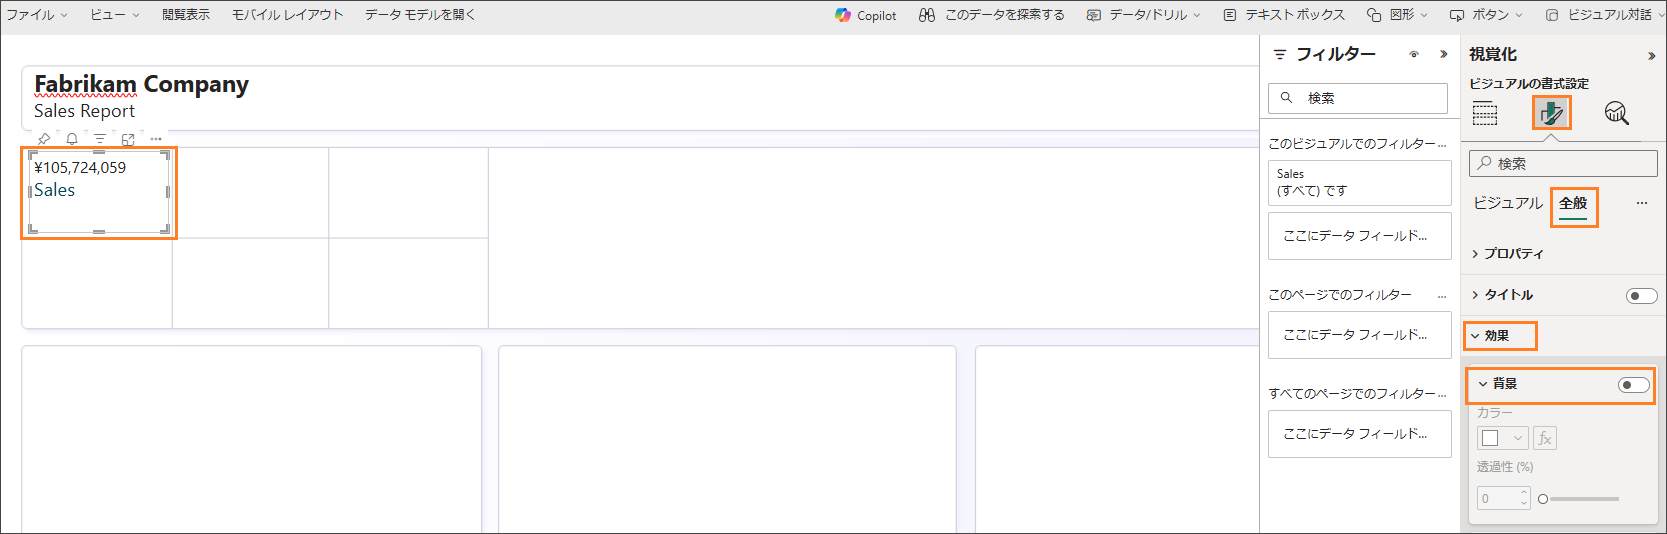 ファイル
ビュー
閲覧表示
モバイル レイアウト
データ モデルを開く
Copilot
このデータを探索する
データ/ドリル
テキスト ボックス
図形
ボタン
ビジュアル対話
Fabrikam Company
Sales Report
¥105,724,059
Sales
フィルター
検索
このビジュアルでのフィルター...
Sales
(すべて) です
ここにデータ フィールド...
このページでのフィルター
...
ここにデータ フィールド...
すべてのページでのフィルター...
ここにデータ フィールド...
視覚化
ビジュアルの書式設定
検索
ビジュアル
全般
...
プロパティ
タイトル
効果
背景
カラー
fx
透過性 (%)
0